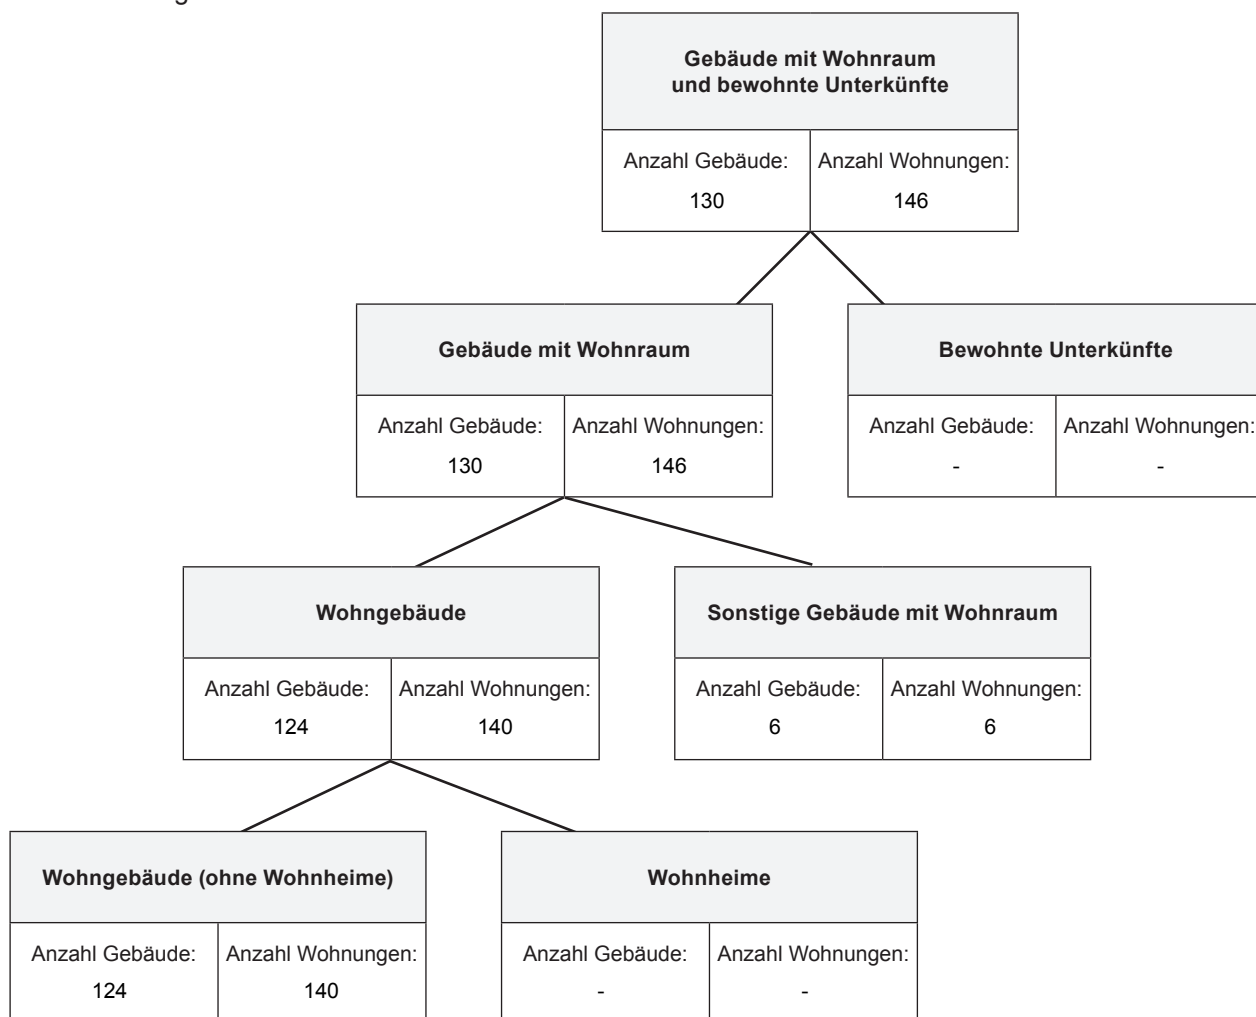 Gebäude mit Wohnraum
und bewohnte Unterkünfte
Anzahl Gebäude: Anzahl Wohnungen:
130 146
Gebäude mit Wohnraum
Anzahl Gebäude: Anzahl Wohnungen:
130 146
Bewohnte Unterkünfte
Anzahl Gebäude: Anzahl Wohnungen:
- -
Wohngebäude
Anzahl Gebäude: Anzahl Wohnungen:
124 140
Sonstige Gebäude mit Wohnraum
Anzahl Gebäude: Anzahl Wohnungen:
6 6
Wohngebäude (ohne Wohnheime)
Anzahl Gebäude: Anzahl Wohnungen:
124 140
Wohnheime
Anzahl Gebäude: Anzahl Wohnungen:
- -